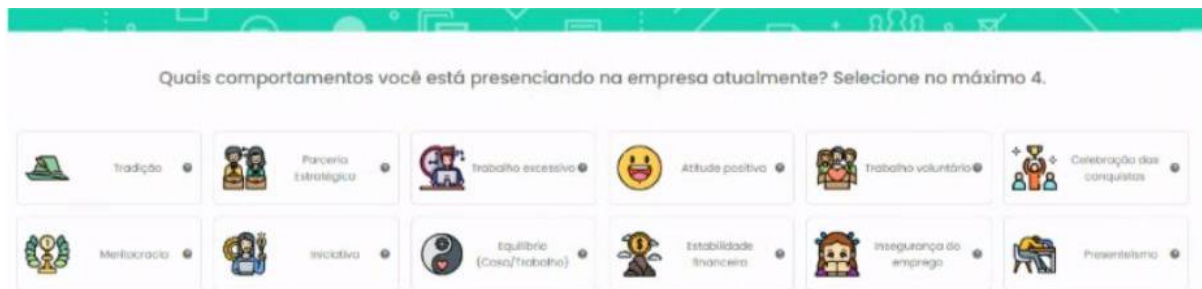 Quais comportamentos você está presenciando na empresa atualmente? Selecione no máximo 4.
Tradição
Parceria
Estratégica
Trabalho excessivo
Atitude positiva
Trabalho voluntário
Celebração das
conquistas
Meritocracia
Iniciativa
Equilíbrio
(Casa/Trabalho)
Estabilidade
financeira
Insegurança do
emprego
Presenteísmo